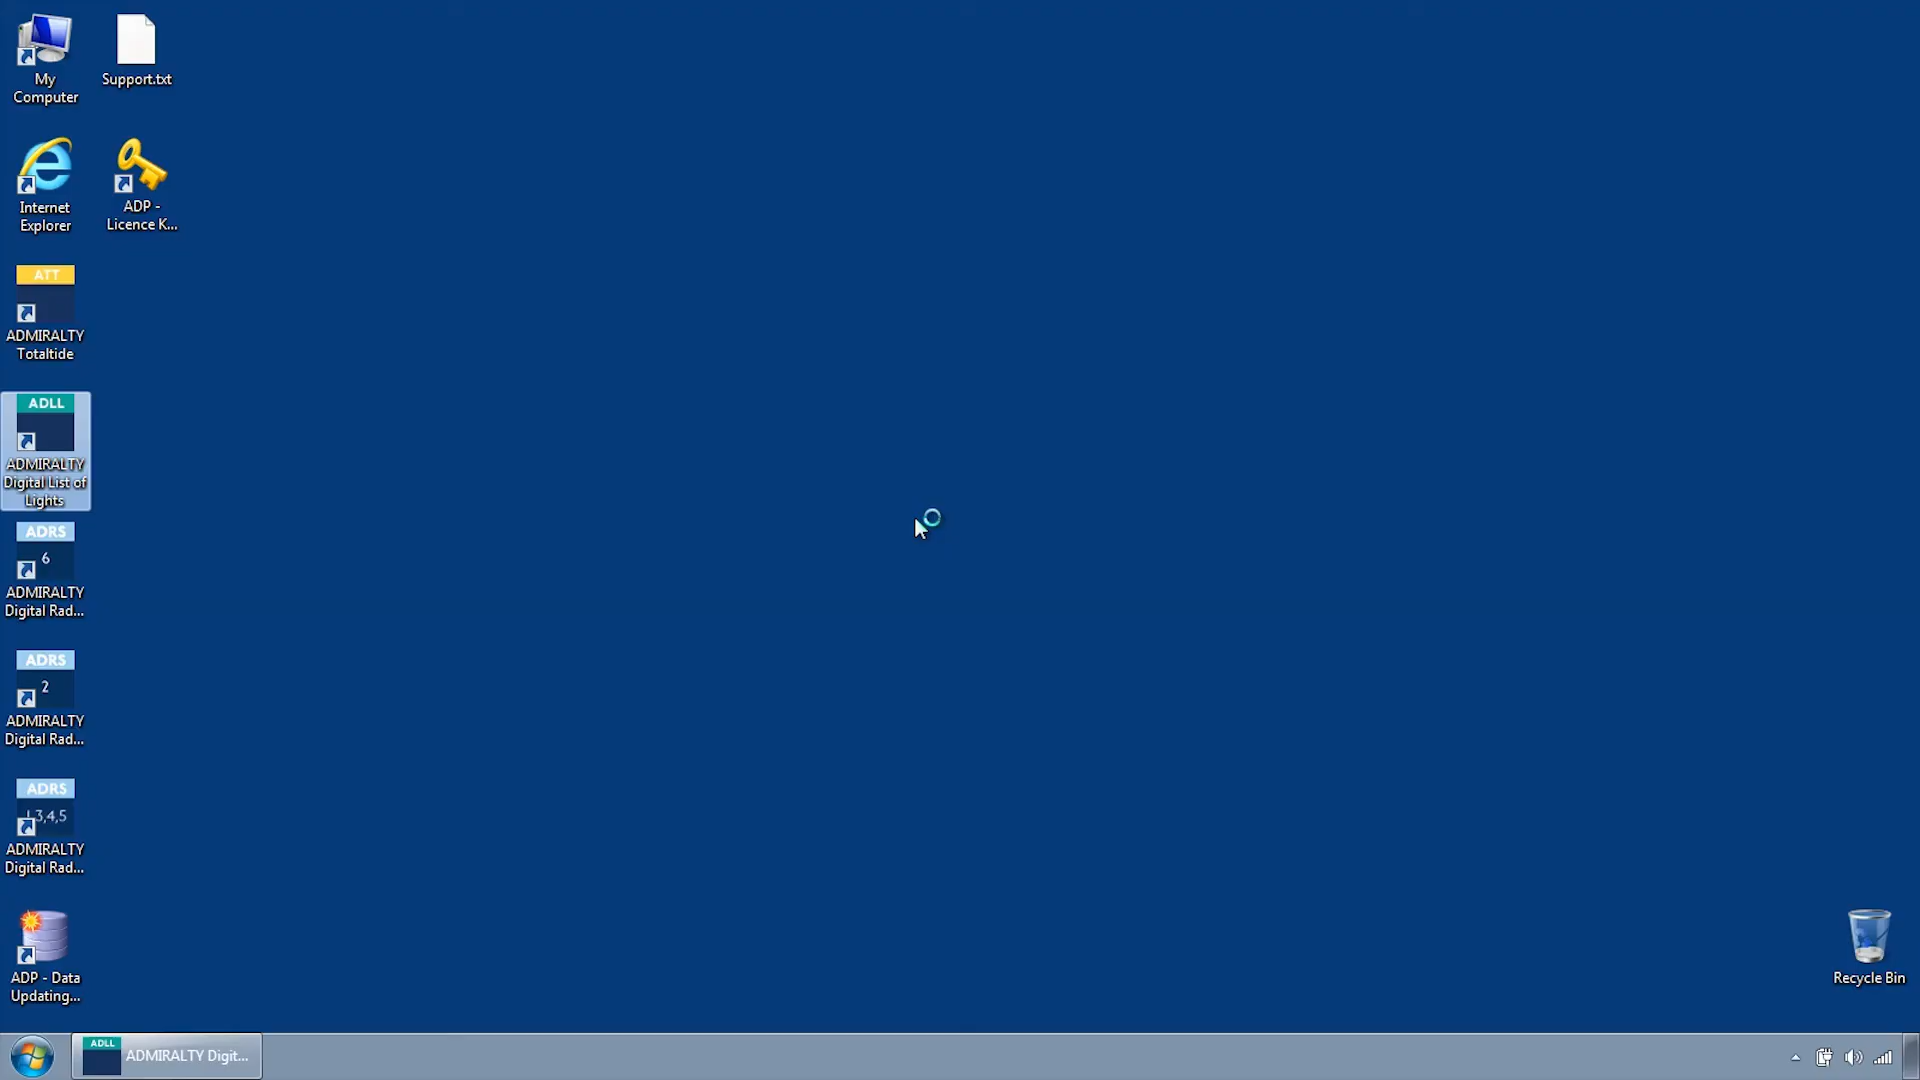 My
Computer
Support.txt
Internet
Explorer
ADP -
Licence K...
ATT
ADMIRALTY
Totaltide
ADLL
ADMIRALTY
Digital List of
Lights
ADRS
6
ADMIRALTY
Digital Rad...
ADRS
2
ADMIRALTY
Digital Rad...
ADRS
1,3,4,5
ADMIRALTY
Digital Rad...
ADP - Data
Updating...
Recycle Bin
ADLL
ADMIRALTY Digit...